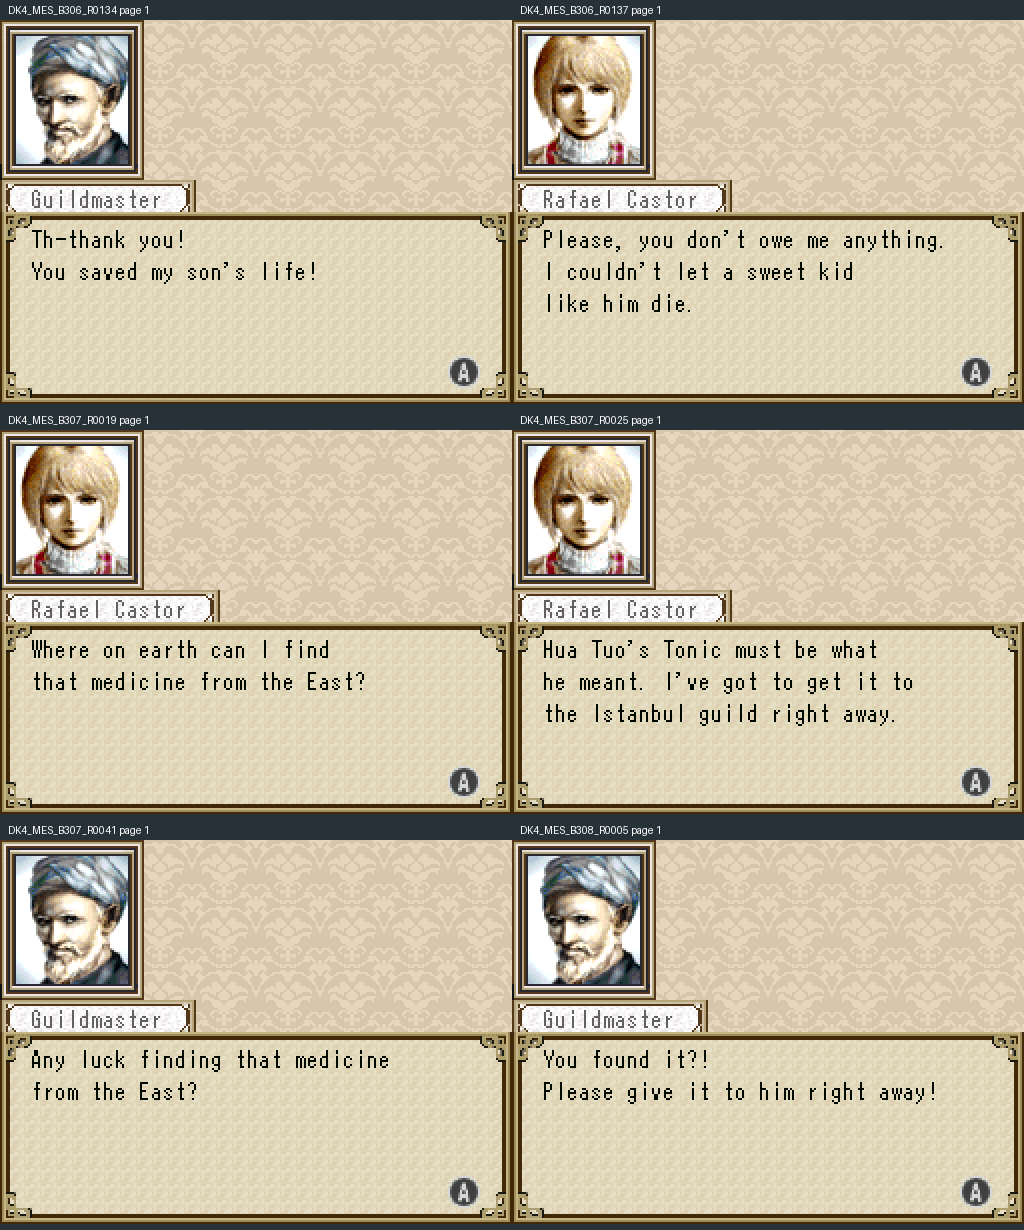 DK4_MES_B306_R0134 page 1
Guildmaster
Th-thank you!
You saved my son's life!
A
DK4_MES_B306_R0137 page 1
Rafael Castor
Please, you don't owe me anything.
I couldn't let a sweet kid
like him die.
A
DK4_MES_B307_R0019 page 1
Rafael Castor
Where on earth can I find
that medicine from the East?
A
DK4_MES_B307_R0025 page 1
Rafael Castor
Hua Tuo's Tonic must be what
he meant. I've got to get it to
the Istanbul guild right away.
A
DK4_MES_B307_R0041 page 1
Guildmaster
Any luck finding that medicine
from the East?
A
DK4_MES_B308_R0005 page 1
Guildmaster
You found it?!
Please give it to him right away!
A